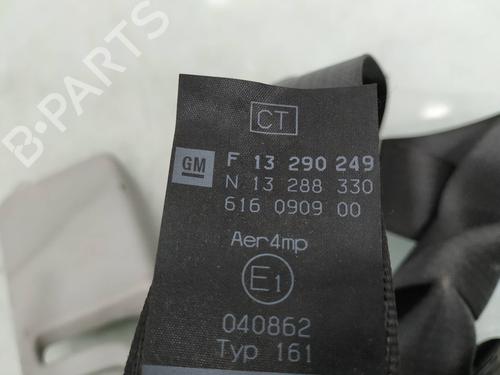 B-PARTS
CT
GM F 13 290 249
N 13 288 330
616 0909 00
Aer4mp
E1
040862
Typ 161